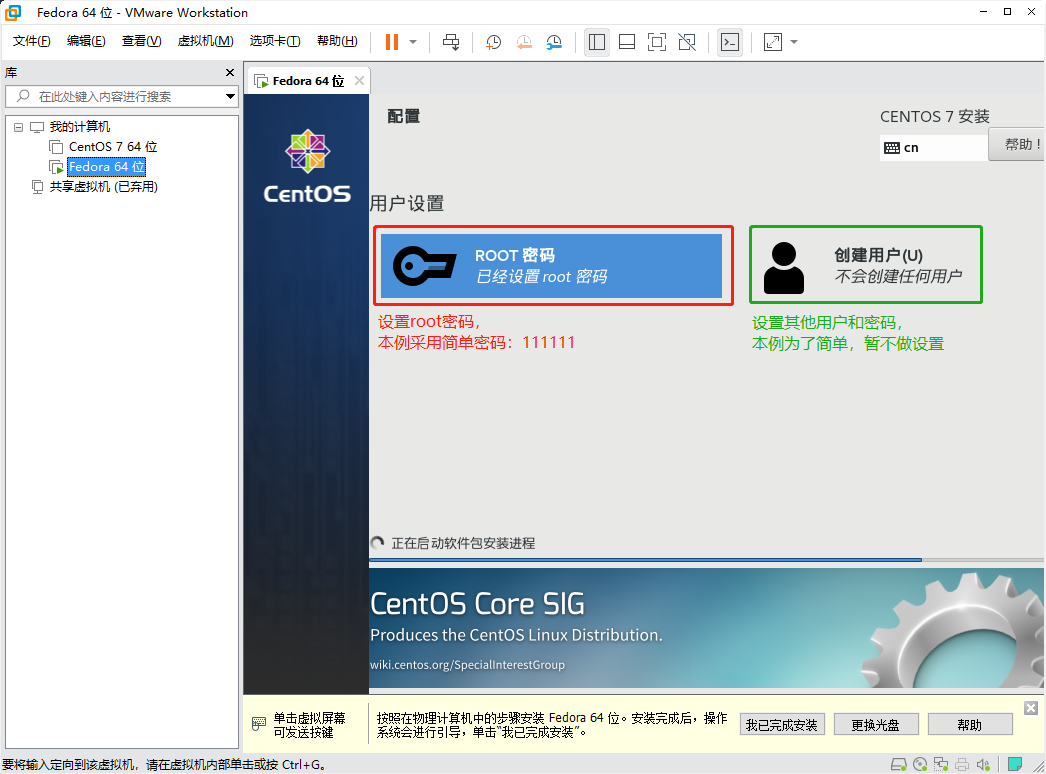 Fedora 64 位 - VMware Workstation
文件(F) 编辑(E) 查看(V) 虚拟机(M) 选项卡(T) 帮助(H)
库
在此处键入内容进行搜索
我的计算机
CentOS 7 64 位
Fedora 64 位
共享虚拟机 (已弃用)
Fedora 64 位
CentOS
配置
CENTOS 7 安装
cn
帮助！
用户设置
ROOT 密码
已经设置 root 密码
创建用户(U)
不会创建任何用户
设置root密码，
本例采用简单密码：111111
设置其他用户和密码，
本例为了简单，暂不做设置
正在启动软件包安装进程
CentOS Core SIG
Produces the CentOS Linux Distribution.
wiki.centos.org/SpecialInterestGroup
单击虚拟屏幕
可发送按键
按照在物理计算机中的步骤安装 Fedora 64 位。安装完成后，操作
系统会进行引导，单击“我已完成安装”。
我已完成安装
更换光盘
帮助
要将输入定向到该虚拟机，请在虚拟机内部单击或按 Ctrl+G。